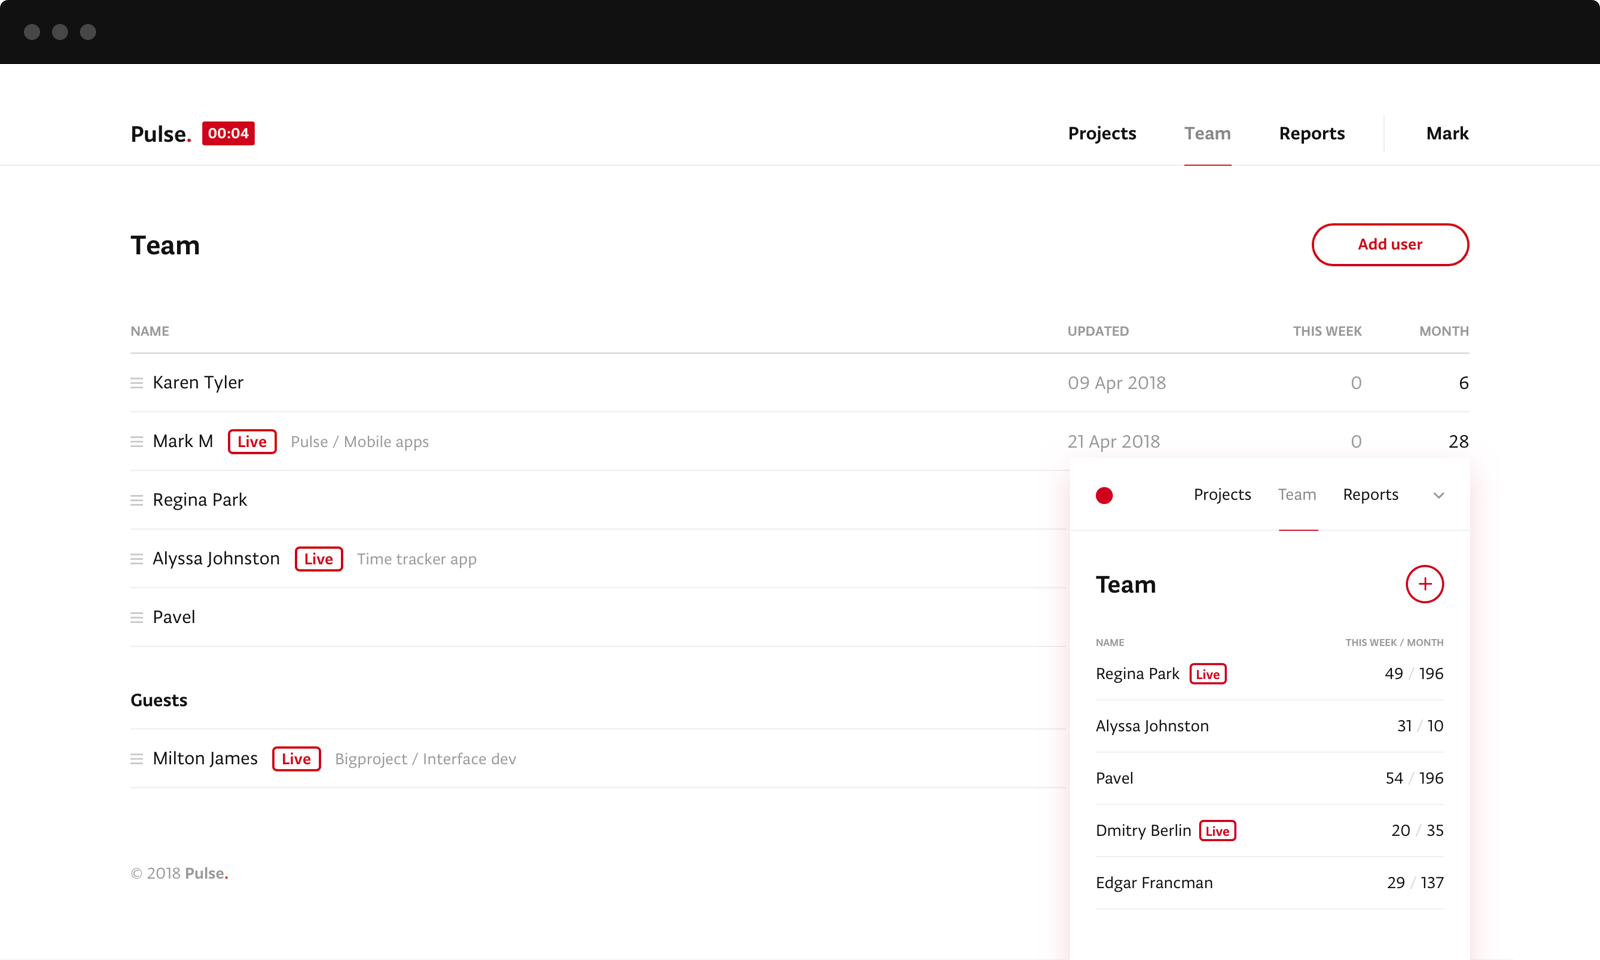 Pulse. 00:04 Projects Team Reports Mark
Team Add user
NAME UPDATED THIS WEEK MONTH
Karen Tyler 09 Apr 2018 0 6
Mark M Live Pulse / Mobile apps 21 Apr 2018 0 28
Regina Park
Alyssa Johnston Live Time tracker app
Pavel
Guests
Milton James Live Bigproject / Interface dev
© 2018 Pulse.
Projects Team Reports
Team
NAME THIS WEEK / MONTH
Regina Park Live 49 / 196
Alyssa Johnston 31 / 10
Pavel 54 / 196
Dmitry Berlin Live 20 / 35
Edgar Francman 29 / 137